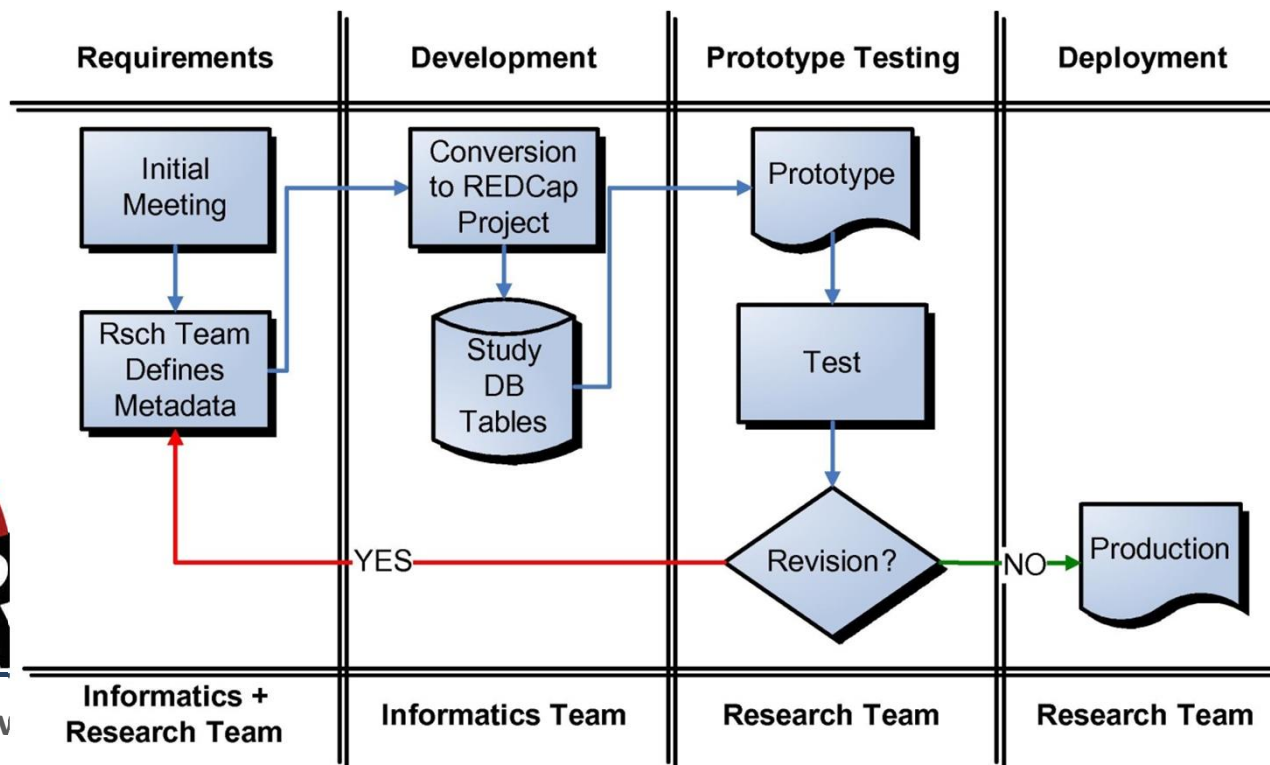 Requirements
Development
Prototype Testing
Deployment
Initial
Meeting
Conversion
to REDCap
Project
Prototype
Rsch Team
Defines
Metadata
Study
DB
Tables
Test
YES
Revision?
NO
Production
Informatics +
Research Team
Informatics Team
Research Team
Research Team